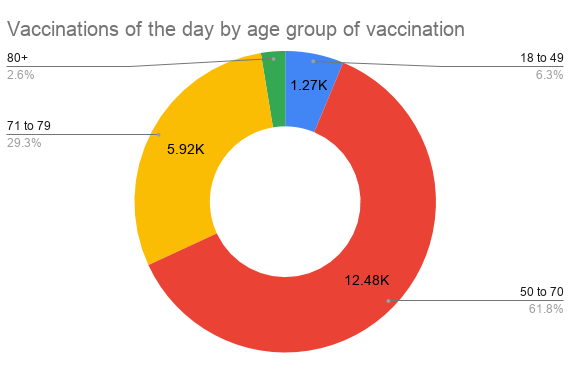 Vaccinations of the day by age group of vaccination
80+
2.6%
18 to 49
6.3%
1.27K
71 to 79
29.3%
5.92K
12.48K
50 to 70
61.8%